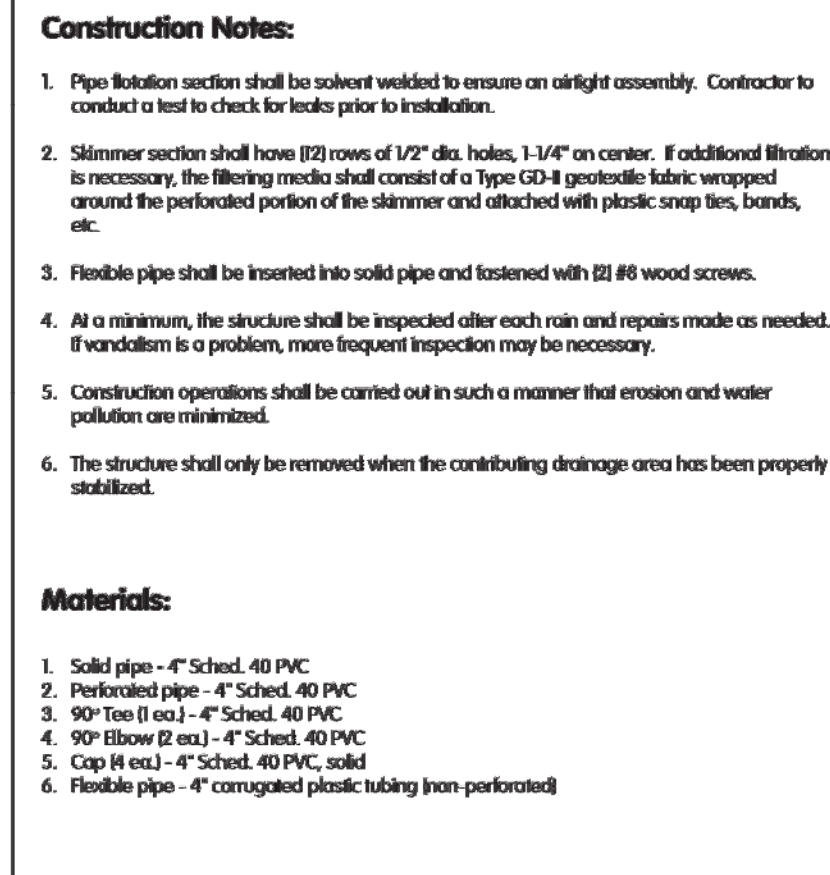 Construction Notes:
1. Pipe flotation section shall be solvent welded to ensure an airtight assembly. Contractor to
conduct a test to check for leaks prior to installation.
2. Skimmer section shall have (12) rows of 1/2" dia. holes, 1-1/4" on center. If additional filtration
is necessary, the filtering media shall consist of a Type GD-II geotextile fabric wrapped
around the perforated portion of the skimmer and attached with plastic snap ties, bands,
etc.
3. Flexible pipe shall be inserted into solid pipe and fastened with (2) #8 wood screws.
4. At a minimum, the structure shall be inspected after each rain and repairs made as needed.
If vandalism is a problem, more frequent inspection may be necessary.
5. Construction operations shall be carried out in such a manner that erosion and water
pollution are minimized.
6. The structure shall only be removed when the contributing drainage area has been properly
stabilized.
Materials:
1. Solid pipe - 4" Sched. 40 PVC
2. Perforated pipe - 4" Sched. 40 PVC
3. 90° Tee (1 ea.) - 4" Sched. 40 PVC
4. 90° Elbow (2 ea.) - 4" Sched. 40 PVC
5. Cap (4 ea.) - 4" Sched. 40 PVC, solid
6. Flexible pipe - 4" corrugated plastic tubing (non-perforated)